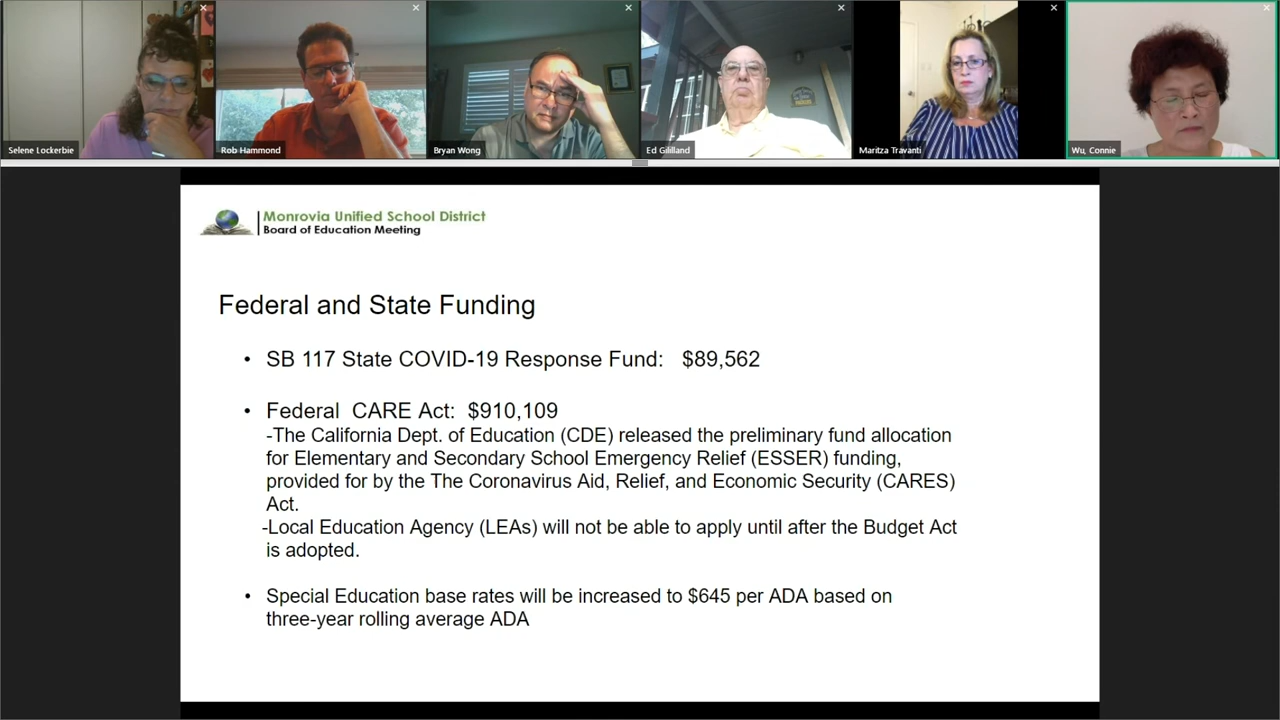 Selene Lockerbie
Rob Hammond
Bryan Wong
Ed Gililland
Maritza Travanti
Wu, Connie
Monrovia Unified School District
Board of Education Meeting
Federal and State Funding
• SB 117 State COVID-19 Response Fund: $89,562
• Federal CARE Act: $910,109
-The California Dept. of Education (CDE) released the preliminary fund allocation
for Elementary and Secondary School Emergency Relief (ESSER) funding,
provided for by the The Coronavirus Aid, Relief, and Economic Security (CARES)
Act.
-Local Education Agency (LEAs) will not be able to apply until after the Budget Act
is adopted.
• Special Education base rates will be increased to $645 per ADA based on
three-year rolling average ADA